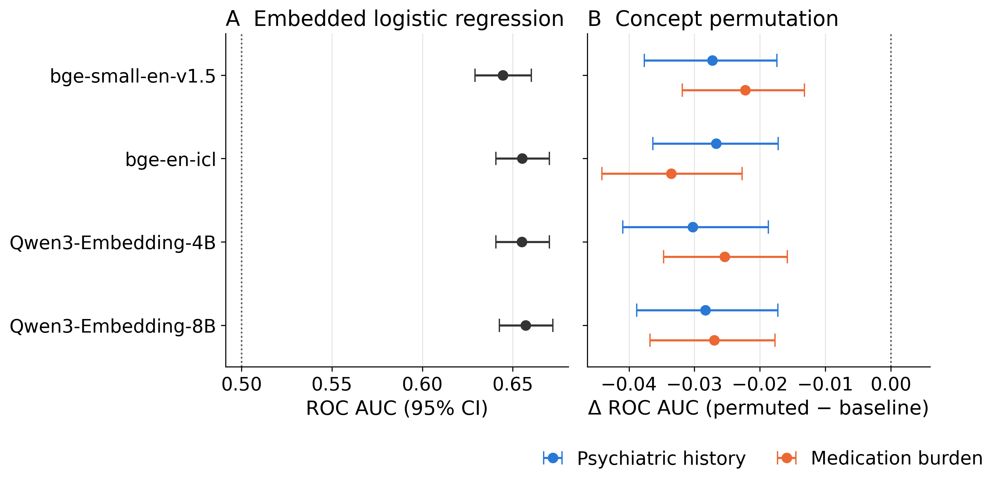 A Embedded logistic regression
B Concept permutation
bge-small-en-v1.5
bge-en-icl
Qwen3-Embedding-4B
Qwen3-Embedding-8B
0.50 0.55 0.60 0.65
−0.04 −0.03 −0.02 −0.01 0.00
ROC AUC (95% CI)
Δ ROC AUC (permuted − baseline)
Psychiatric history
Medication burden